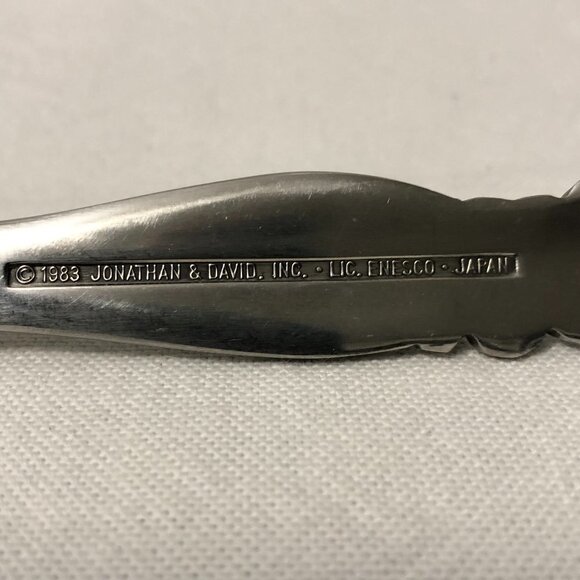 © 1983 JONATHAN & DAVID, INC. · LIC. ENESCO · JAPAN